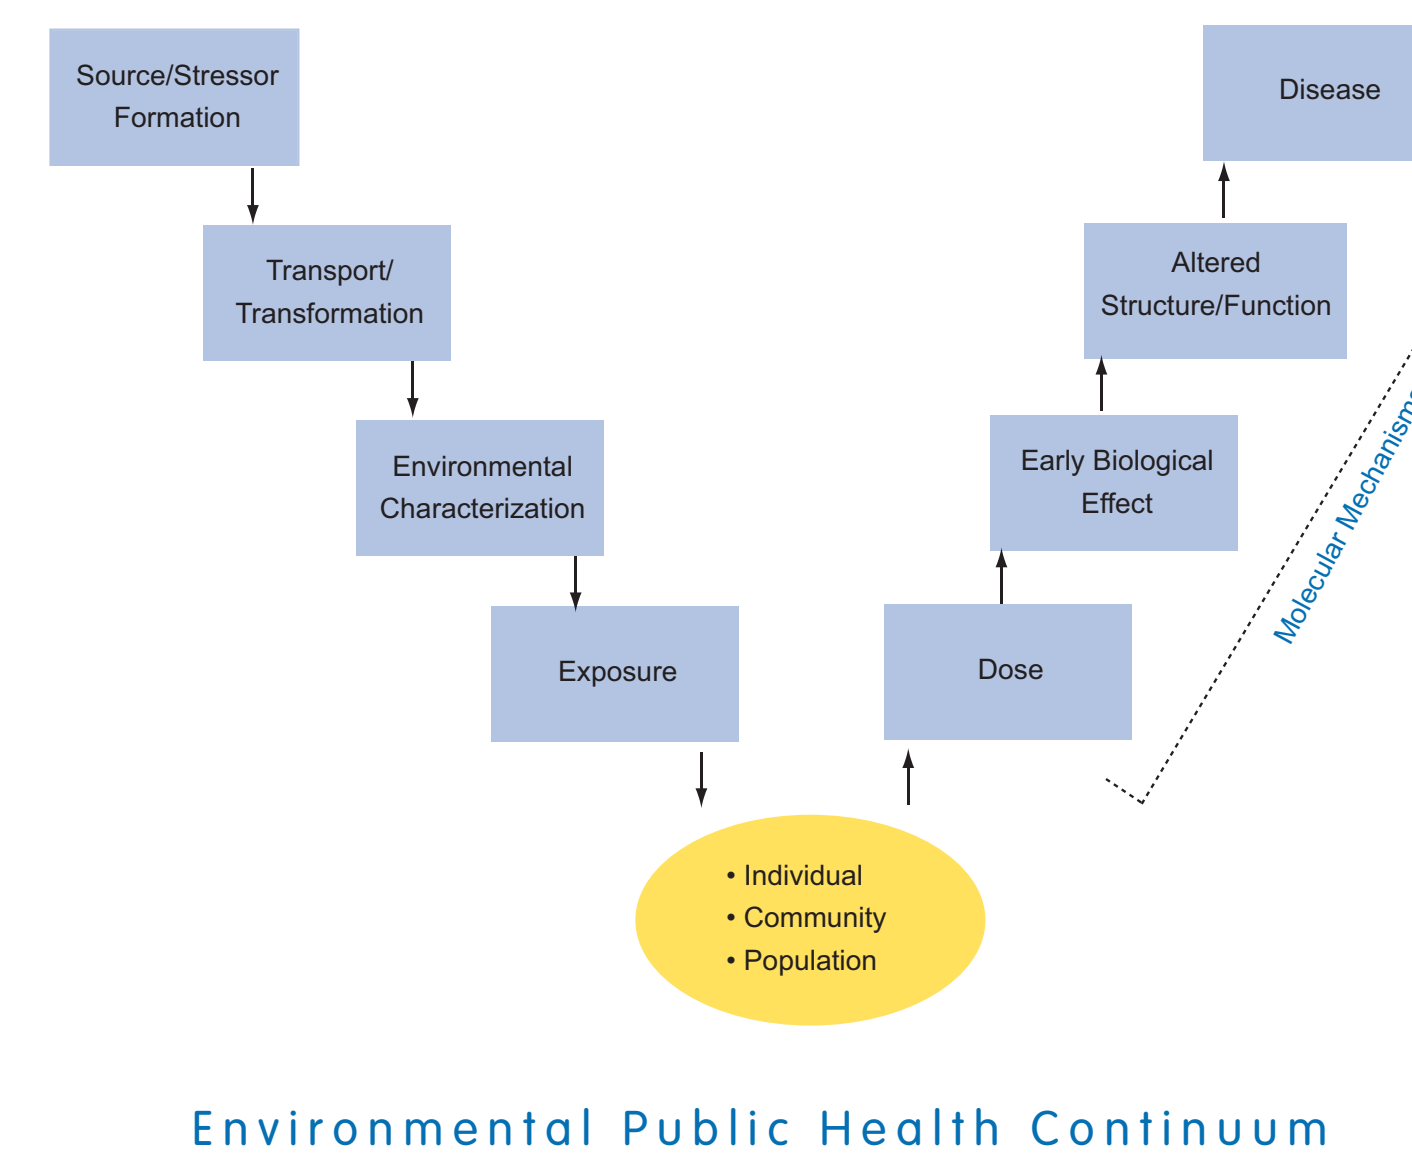 Source/Stressor
Formation
Transport/
Transformation
Environmental
Characterization
Exposure
• Individual
• Community
• Population
Dose
Early Biological
Effect
Altered
Structure/Function
Disease
Molecular Mechanisms
Environmental Public Health Continuum